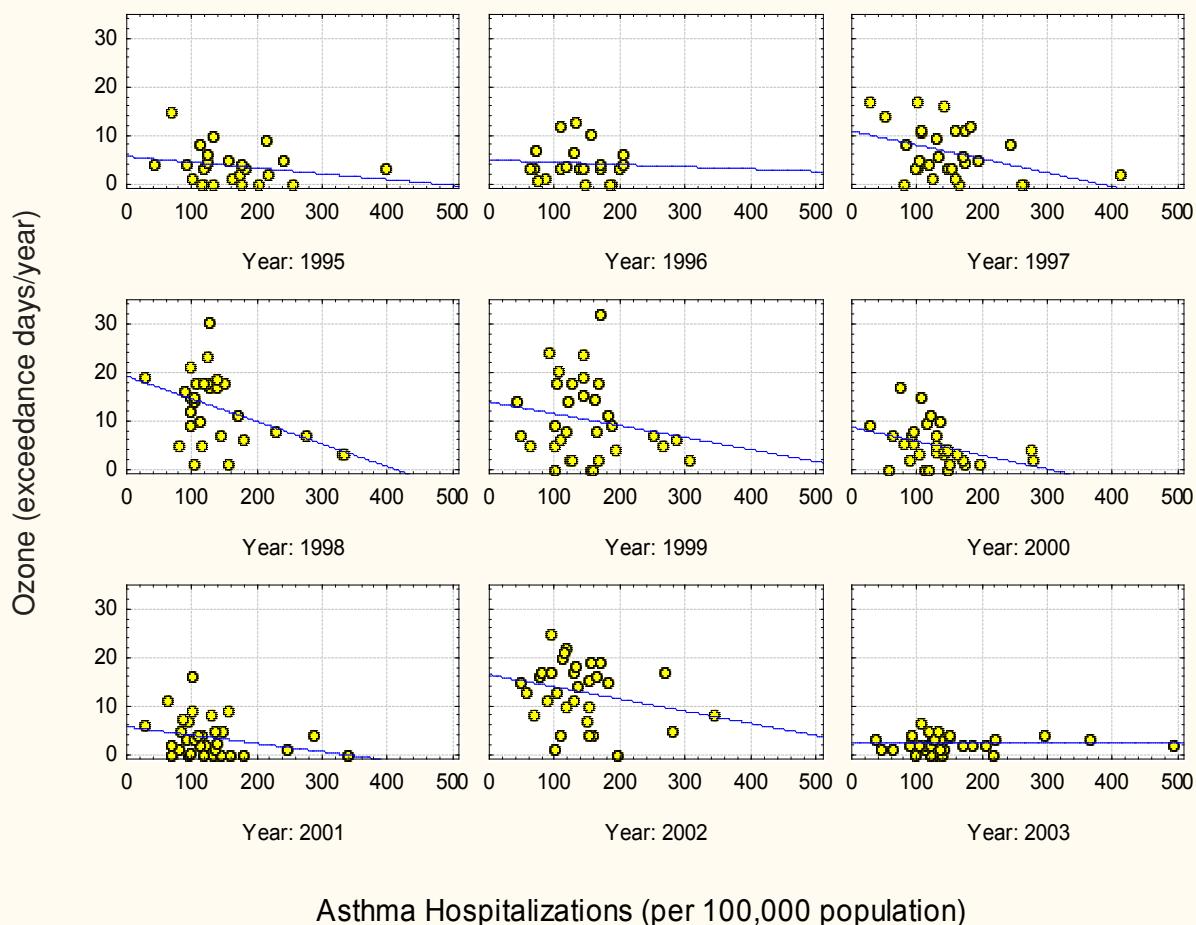 Ozone (exceedance days/year)
30
20
10
0
0 100 200 300 400 500
Year: 1995
0 100 200 300 400 500
Year: 1996
0 100 200 300 400 500
Year: 1997
30
20
10
0
0 100 200 300 400 500
Year: 1998
0 100 200 300 400 500
Year: 1999
0 100 200 300 400 500
Year: 2000
30
20
10
0
0 100 200 300 400 500
Year: 2001
0 100 200 300 400 500
Year: 2002
0 100 200 300 400 500
Year: 2003
Asthma Hospitalizations (per 100,000 population)